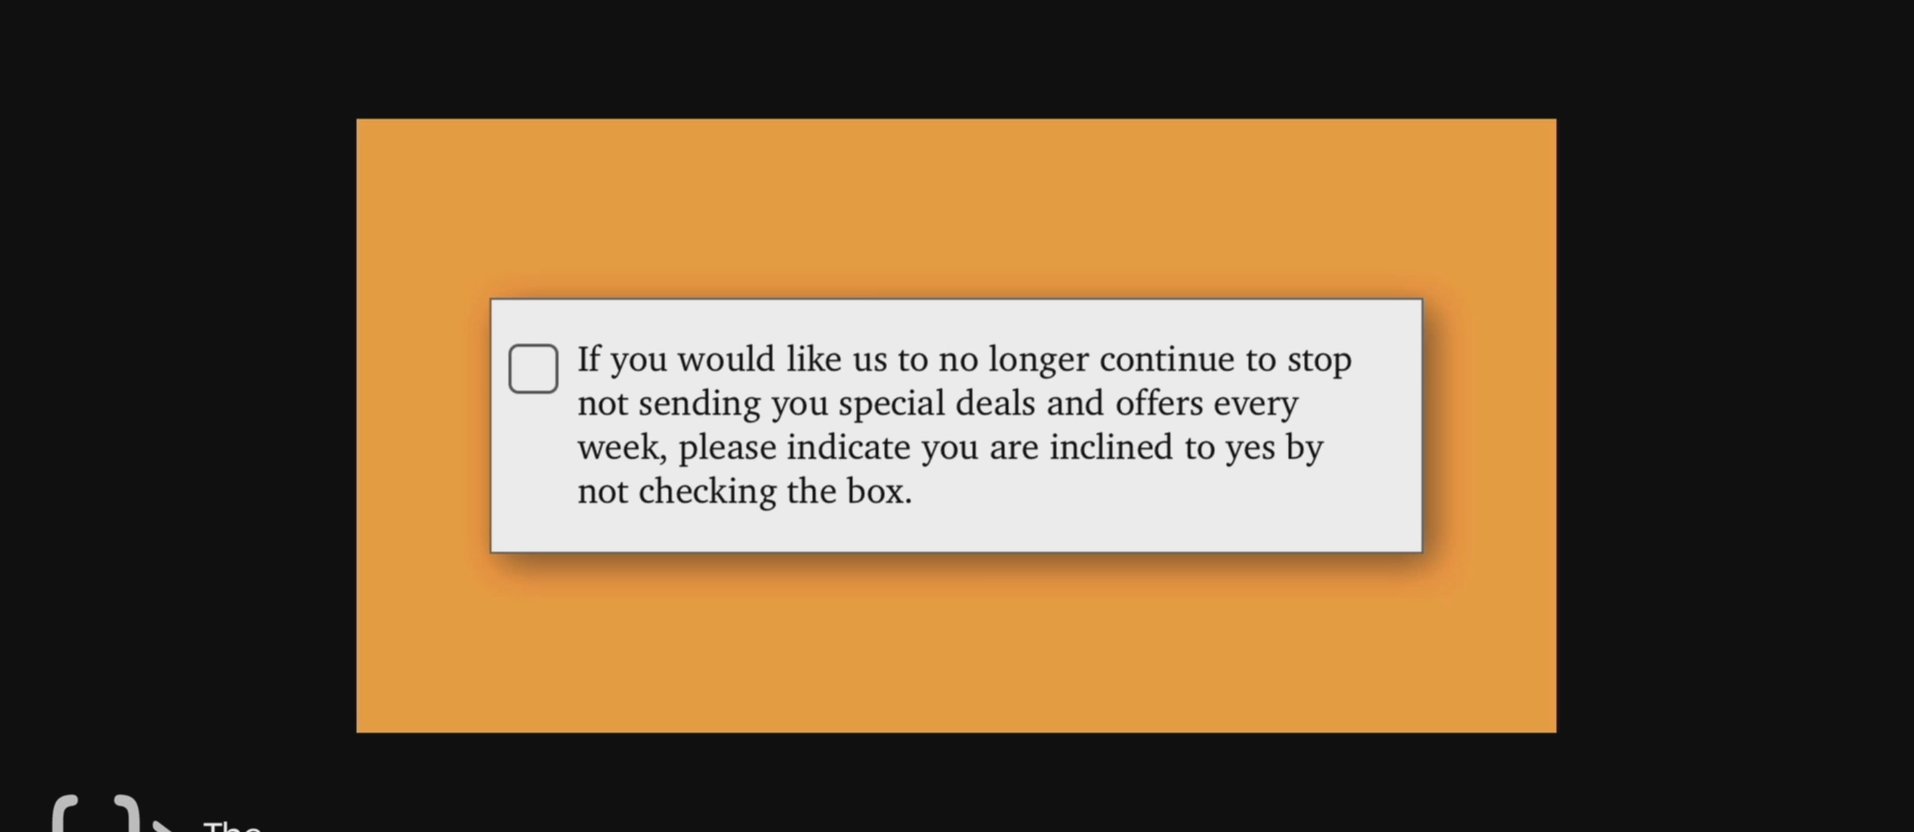 If you would like us to no longer continue to stop
not sending you special deals and offers every
week, please indicate you are inclined to yes by
not checking the box.